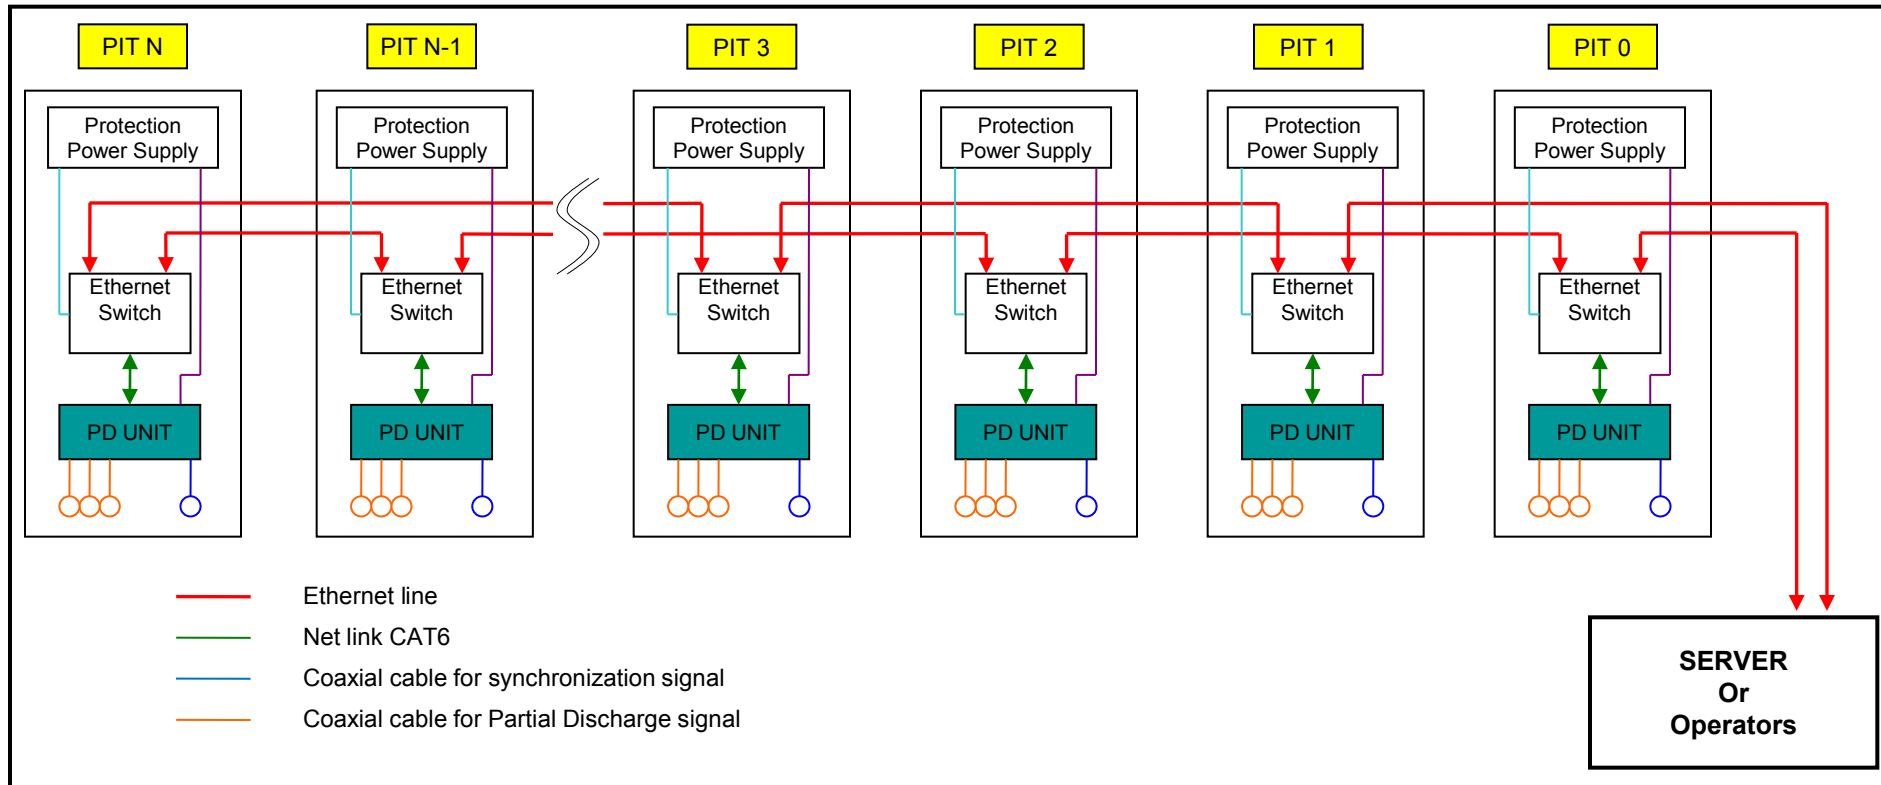 PIT N
PIT N-1
PIT 3
PIT 2
PIT 1
PIT 0
Protection
Power Supply
Protection
Power Supply
Protection
Power Supply
Protection
Power Supply
Protection
Power Supply
Protection
Power Supply
Ethernet
Switch
Ethernet
Switch
Ethernet
Switch
Ethernet
Switch
Ethernet
Switch
Ethernet
Switch
PD UNIT
PD UNIT
PD UNIT
PD UNIT
PD UNIT
PD UNIT
Ethernet line
Net link CAT6
Coaxial cable for synchronization signal
Coaxial cable for Partial Discharge signal
SERVER
Or
Operators